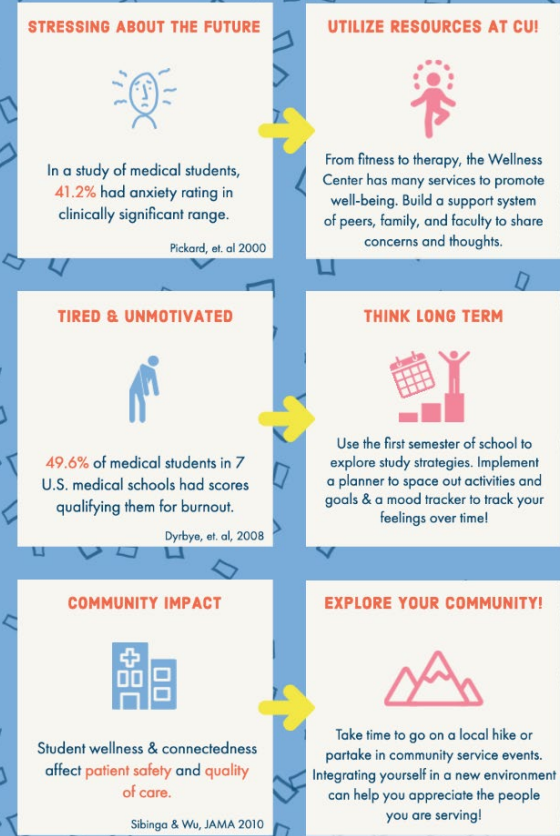 STRESSING ABOUT THE FUTURE
In a study of medical students,
41.2% had anxiety rating in
clinically significant range.
Pickard, et. al 2000
UTILIZE RESOURCES AT CU!
From fitness to therapy, the Wellness
Center has many services to promote
well-being. Build a support system
of peers, family, and faculty to share
concerns and thoughts.
TIRED & UNMOTIVATED
49.6% of medical students in 7
U.S. medical schools had scores
qualifying them for burnout.
Dyrbye, et. al, 2008
THINK LONG TERM
Use the first semester of school to
explore study strategies. Implement
a planner to space out activities and
goals & a mood tracker to track your
feelings over time!
COMMUNITY IMPACT
Student wellness & connectedness
affect patient safety and quality
of care.
Sibinga & Wu, JAMA 2010
EXPLORE YOUR COMMUNITY!
Take time to go on a local hike or
partake in community service events.
Integrating yourself in a new environment
can help you appreciate the people
you are serving!